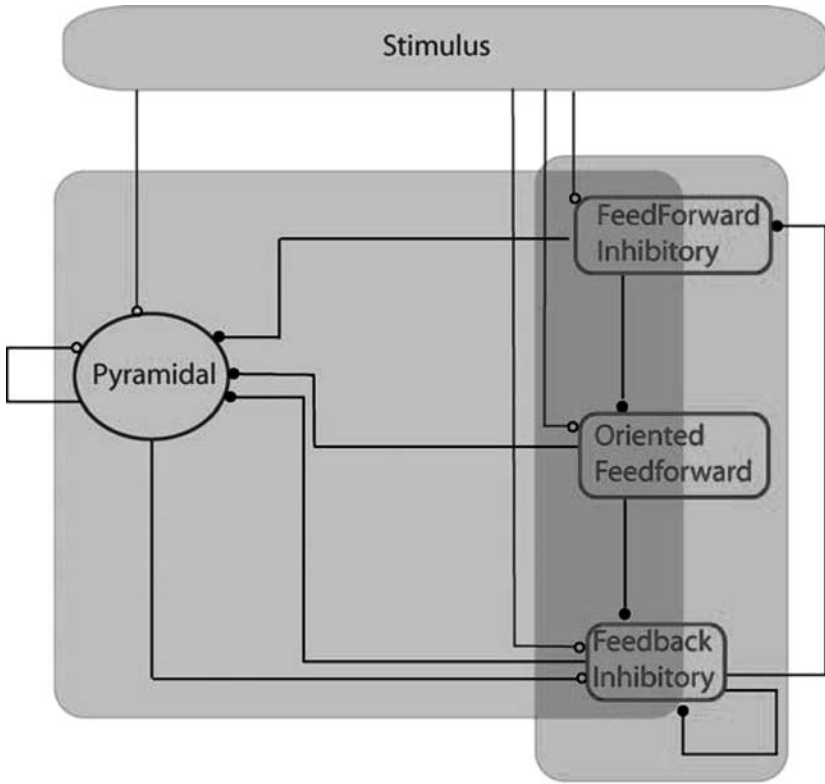 Stimulus
FeedForward
Inhibitory
Pyramidal
Oriented
Feedforward
Feedback
Inhibitory